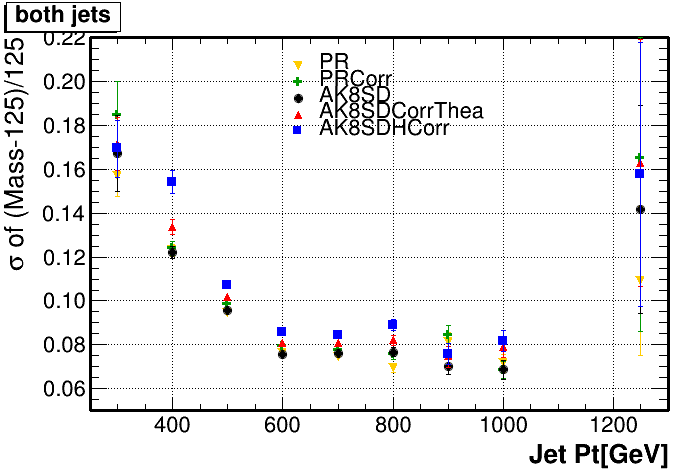 both jets
PR
PRCorr
AK8SD
AK8SDCorrThea
AK8SDHCorr
σ of (Mass-125)/125
0.22
0.20
0.18
0.16
0.14
0.12
0.10
0.08
0.06
400 600 800 1000 1200
Jet Pt[GeV]